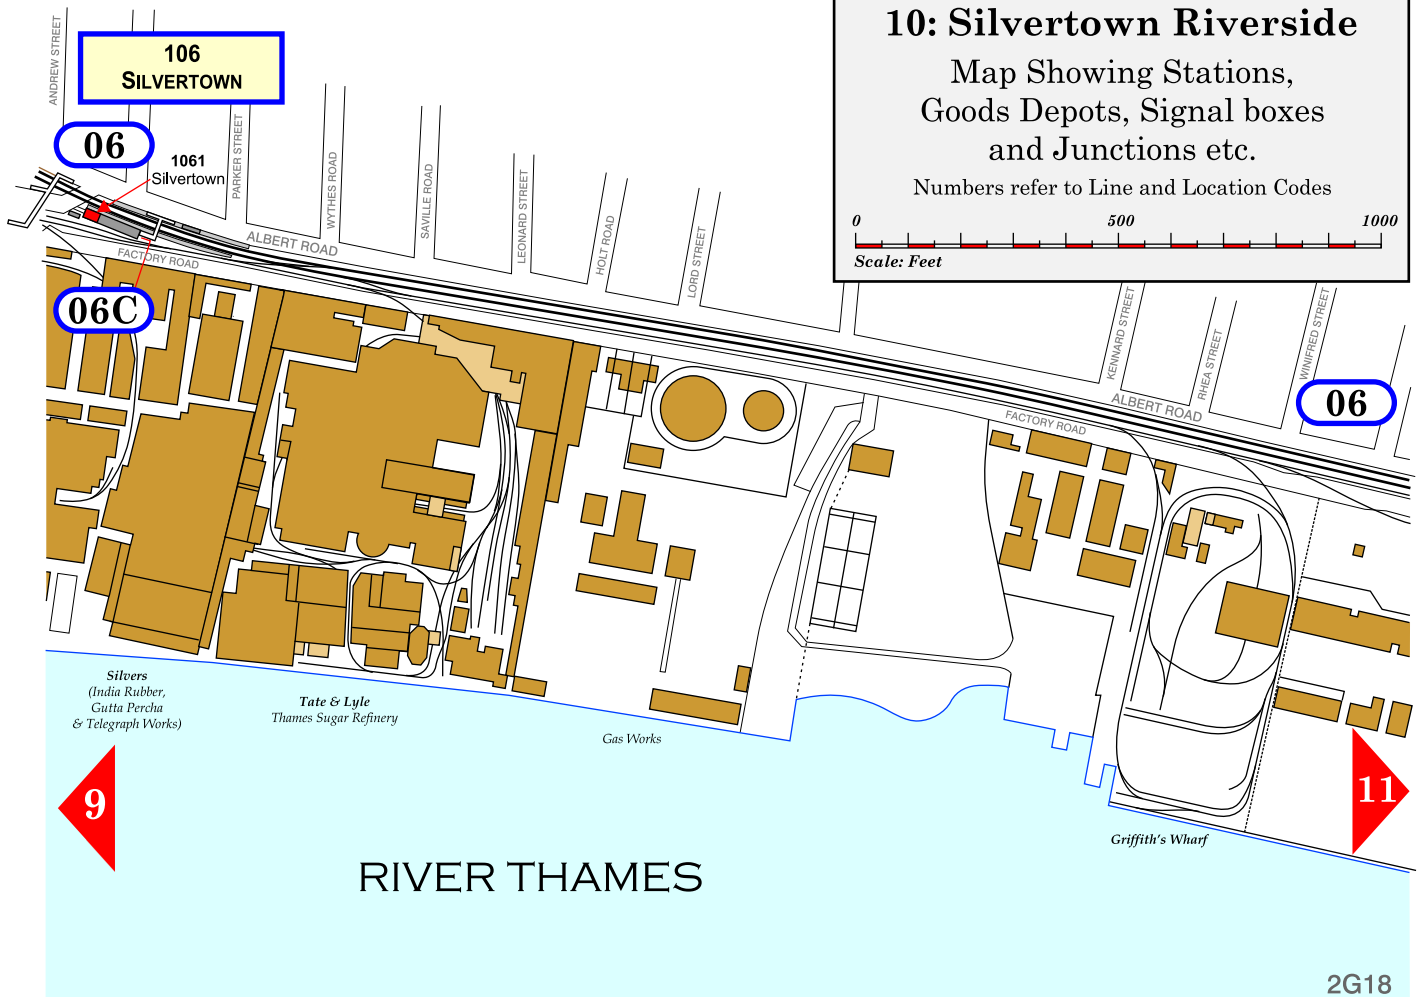 10: Silvertown Riverside
Map Showing Stations,
Goods Depots, Signal boxes
and Junctions etc.
Numbers refer to Line and Location Codes
0 500 1000
Scale: Feet
106
SILVERTOWN
06
1061
Silvertown
06C
06
ANDREW STREET
PARKER STREET
WYTHES ROAD
SAVILLE ROAD
LEONARD STREET
HOLT ROAD
LORD STREET
KENNARD STREET
RHEA STREET
WINIFRED STREET
ALBERT ROAD
FACTORY ROAD
ALBERT ROAD
FACTORY ROAD
Silvers
(India Rubber,
Gutta Percha
& Telegraph Works)
Tate & Lyle
Thames Sugar Refinery
Gas Works
Griffith's Wharf
9
11
RIVER THAMES
2G18